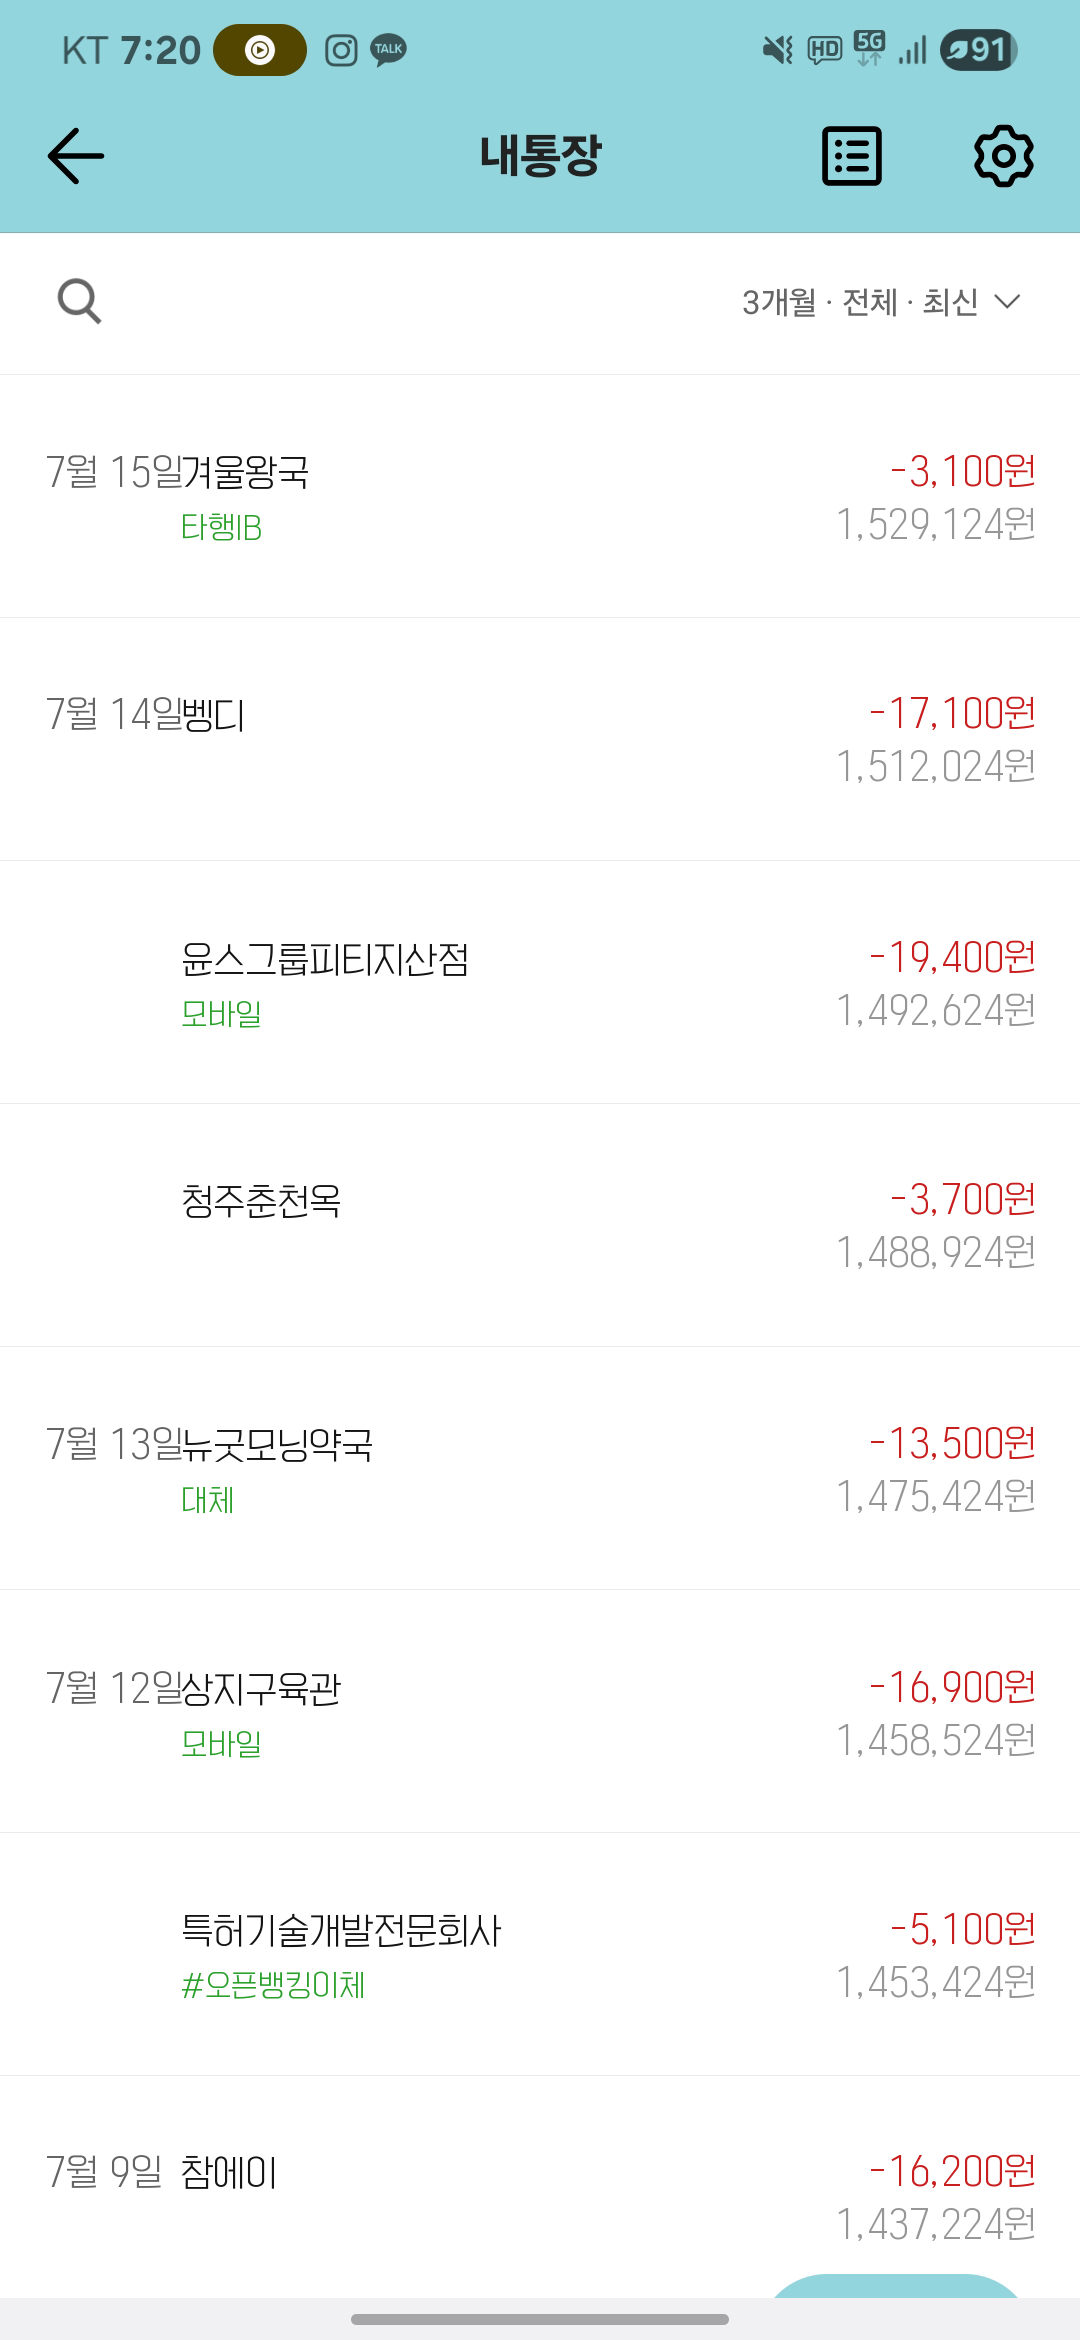 KT 7:20 TALK HD 5G 91
내통장
3개월 · 전체 · 최신
7월 15일겨울왕국 -3,100원
타행IB 1,529,124원
7월 14일벵디 -17,100원
1,512,024원
윤스그룹피티지산점 -19,400원
모바일 1,492,624원
청주춘천옥 -3,700원
1,488,924원
7월 13일뉴굿모닝약국 -13,500원
대체 1,475,424원
7월 12일상지구육관 -16,900원
모바일 1,458,524원
특허기술개발전문회사 -5,100원
#오픈뱅킹이체 1,453,424원
7월 9일 참에이 -16,200원
1,437,224원